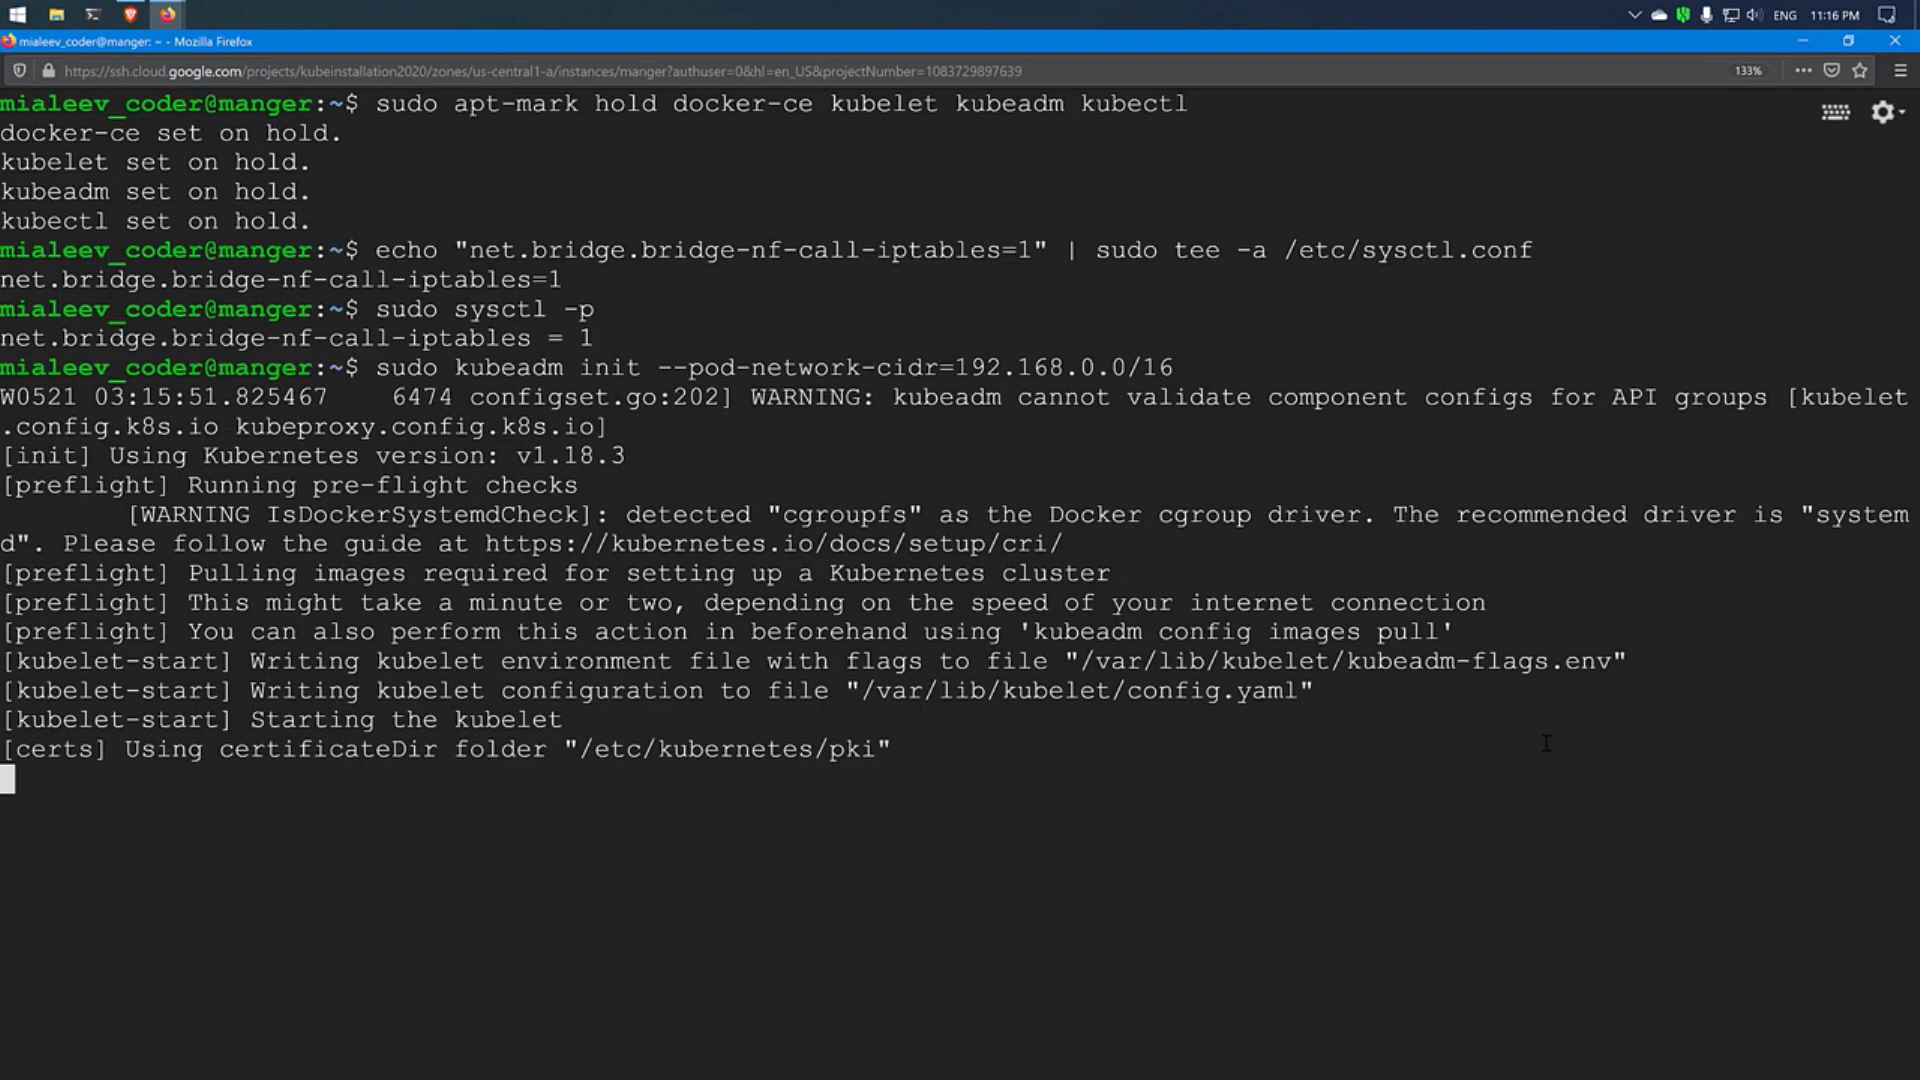 ENG 11:16 PM
mialeev_coder@manger: ~ - Mozilla Firefox
https://ssh.cloud.google.com/projects/kubeinstallation2020/zones/us-central1-a/instances/manger?authuser=0&hl=en_US&projectNumber=1083729897639 133%
mialeev_coder@manger:~$ sudo apt-mark hold docker-ce kubelet kubeadm kubectl
docker-ce set on hold.
kubelet set on hold.
kubeadm set on hold.
kubectl set on hold.
mialeev_coder@manger:~$ echo "net.bridge.bridge-nf-call-iptables=1" | sudo tee -a /etc/sysctl.conf
net.bridge.bridge-nf-call-iptables=1
mialeev_coder@manger:~$ sudo sysctl -p
net.bridge.bridge-nf-call-iptables = 1
mialeev_coder@manger:~$ sudo kubeadm init --pod-network-cidr=192.168.0.0/16
W0521 03:15:51.825467    6474 configset.go:202] WARNING: kubeadm cannot validate component configs for API groups [kubelet
.config.k8s.io kubeproxy.config.k8s.io]
[init] Using Kubernetes version: v1.18.3
[preflight] Running pre-flight checks
        [WARNING IsDockerSystemdCheck]: detected "cgroupfs" as the Docker cgroup driver. The recommended driver is "system
d". Please follow the guide at https://kubernetes.io/docs/setup/cri/
[preflight] Pulling images required for setting up a Kubernetes cluster
[preflight] This might take a minute or two, depending on the speed of your internet connection
[preflight] You can also perform this action in beforehand using 'kubeadm config images pull'
[kubelet-start] Writing kubelet environment file with flags to file "/var/lib/kubelet/kubeadm-flags.env"
[kubelet-start] Writing kubelet configuration to file "/var/lib/kubelet/config.yaml"
[kubelet-start] Starting the kubelet
[certs] Using certificateDir folder "/etc/kubernetes/pki"